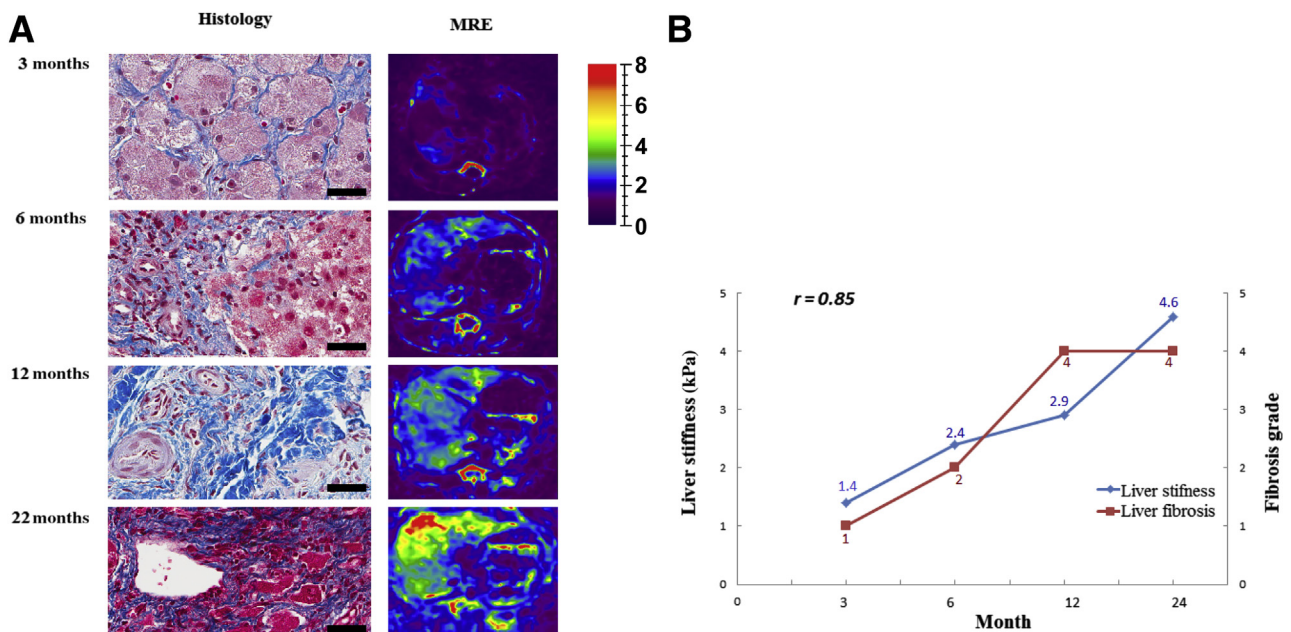 A
Histology
MRE
B
3 months
6 months
12 months
22 months
8
6
4
2
0
r = 0.85
Liver stiffness (kPa)
5
4
3
2
1
0
1.4
2.4
2.9
4.6
1
2
4
4
Liver stifness
Liver fibrosis
5
4
3
2
1
0
Fibrosis grade
0 3 6 12 24
Month